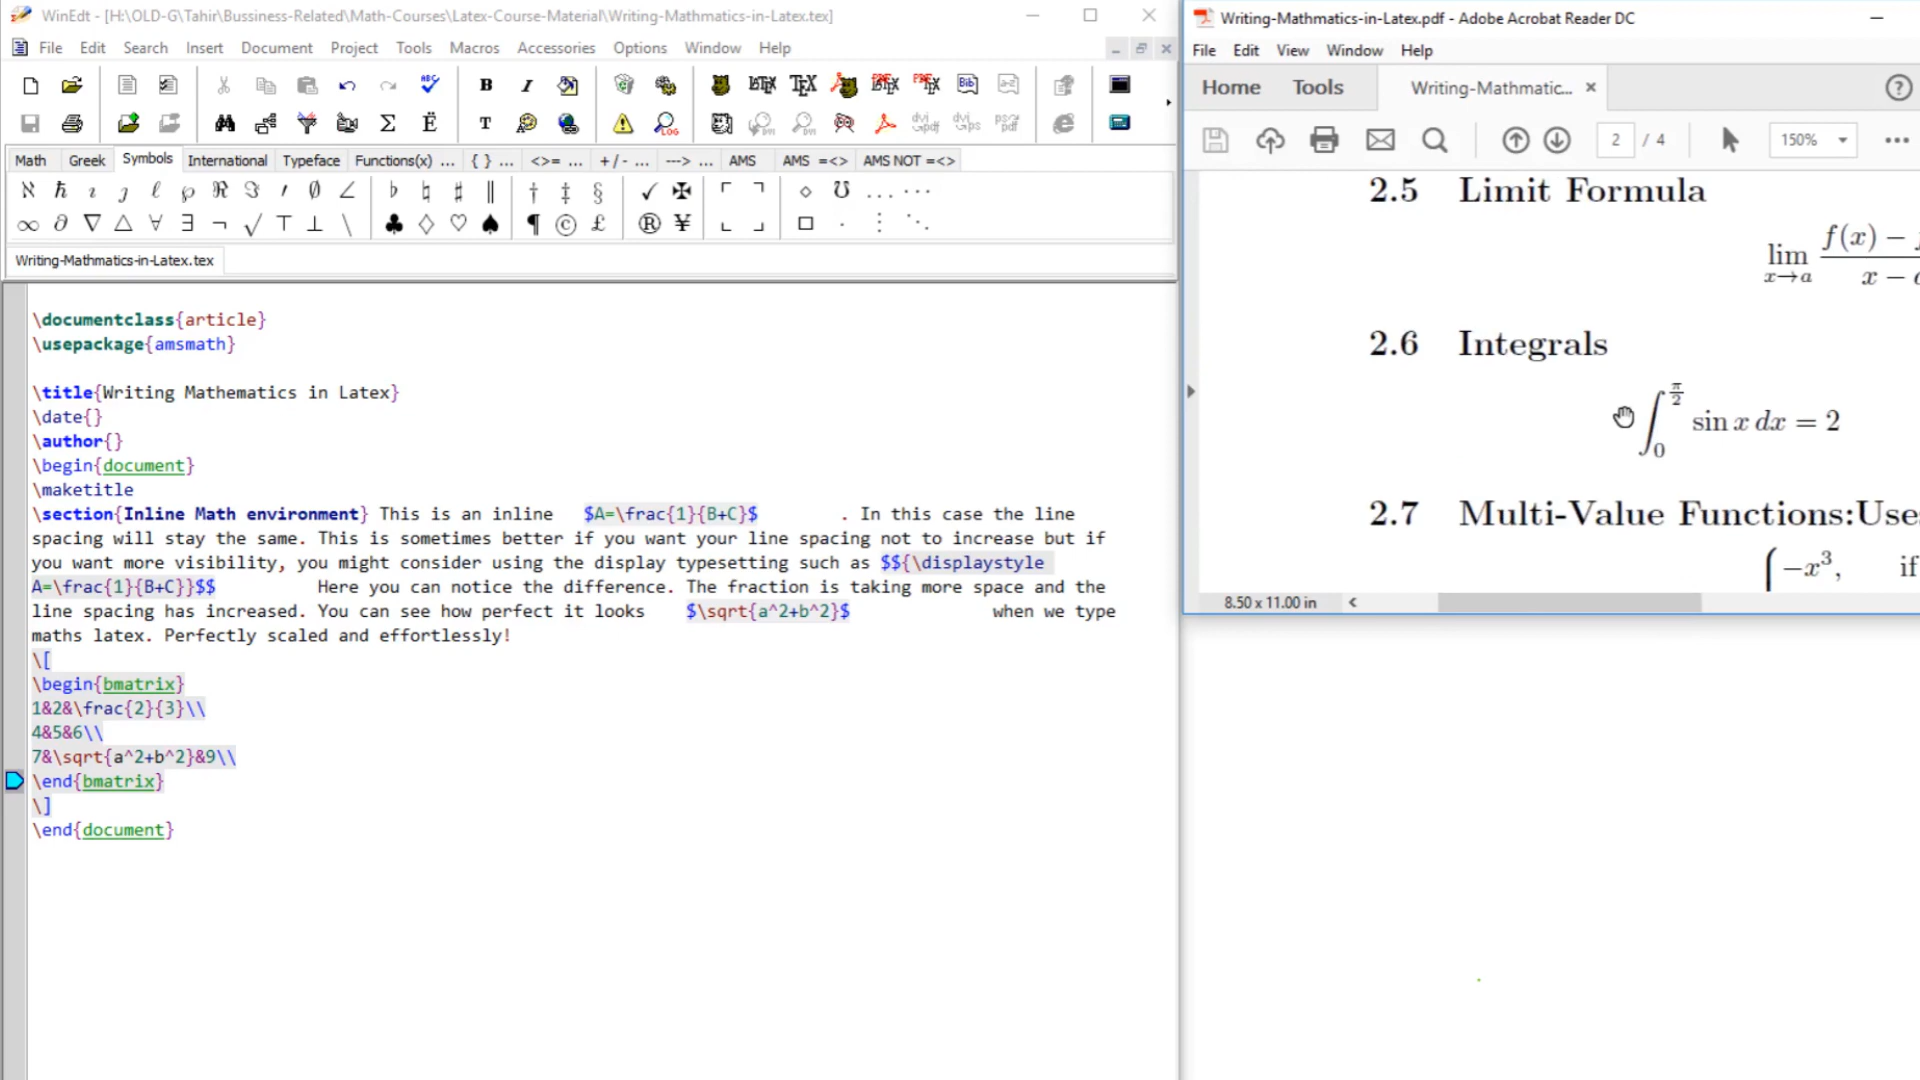 WinEdt - [H:\OLD-G\Tahir\Bussiness-Related\Math-Courses\Latex-Course-Material\Writing-Mathmatics-in-Latex.tex]
File Edit Search Insert Document Project Tools Macros Accessories Options Window Help
Math Greek Symbols International Typeface Functions(x) ... { } ... <>= ... + / - ... ---> ... AMS AMS =<> AMS NOT =<>
Writing-Mathmatics-in-Latex.tex
\documentclass{article}
\usepackage{amsmath}
\title{Writing Mathematics in Latex}
\date{}
\author{}
\begin{document}
\maketitle
\section{Inline Math environment} This is an inline $A=\frac{1}{B+C}$ . In this case the line
spacing will stay the same. This is sometimes better if you want your line spacing not to increase but if
you want more visibility, you might consider using the display typesetting such as $${\displaystyle
A=\frac{1}{B+C}}$$ Here you can notice the difference. The fraction is taking more space and the
line spacing has increased. You can see how perfect it looks $\sqrt{a^2+b^2}$ when we type
maths latex. Perfectly scaled and effortlessly!
\[
\begin{bmatrix}
1&2&\frac{2}{3}\\
4&5&6\\
7&\sqrt{a^2+b^2}&9\\
\end{bmatrix}
\]
\end{document}
Writing-Mathmatics-in-Latex.pdf - Adobe Acrobat Reader DC
File Edit View Window Help
Home Tools Writing-Mathmatic... ×
2 / 4 150%
2.5 Limit Formula
lim x→a f(x) − / x −
2.6 Integrals
∫_0^{π/2} sin x dx = 2
2.7 Multi-Value Functions:Use
{ −x³, if
8.50 x 11.00 in